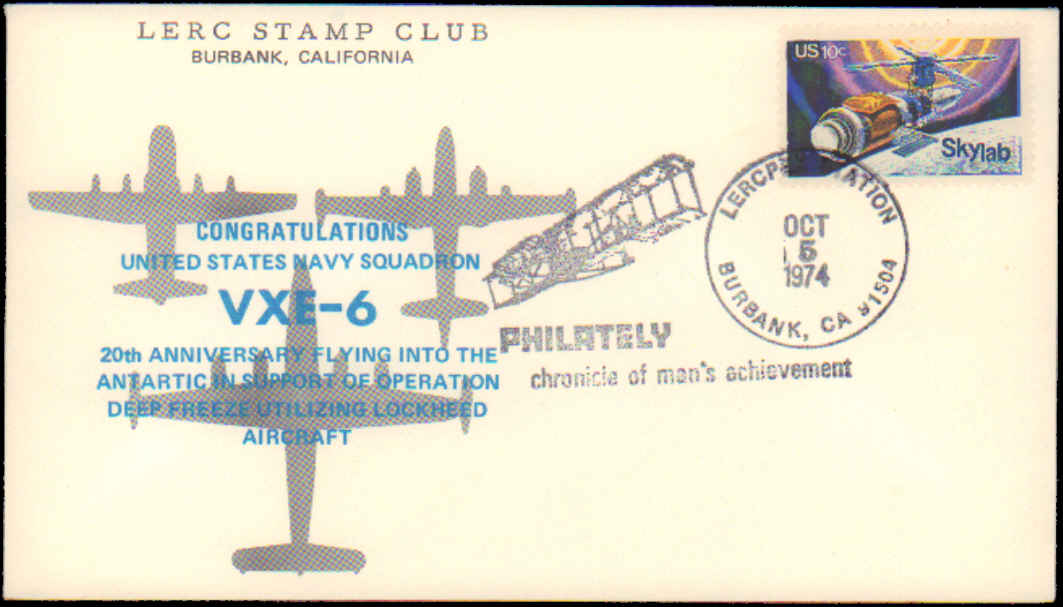 LERC STAMP CLUB
BURBANK, CALIFORNIA
US 10c
Skylab
CONGRATULATIONS
UNITED STATES NAVY SQUADRON
VXE-6
20th ANNIVERSARY FLYING INTO THE
ANTARTIC IN SUPPORT OF OPERATION
DEEP FREEZE UTILIZING LOCKHEED
AIRCRAFT
PHILATELY
chronicle of man's achievement
OCT
5
1974
BURBANK, CA 91504